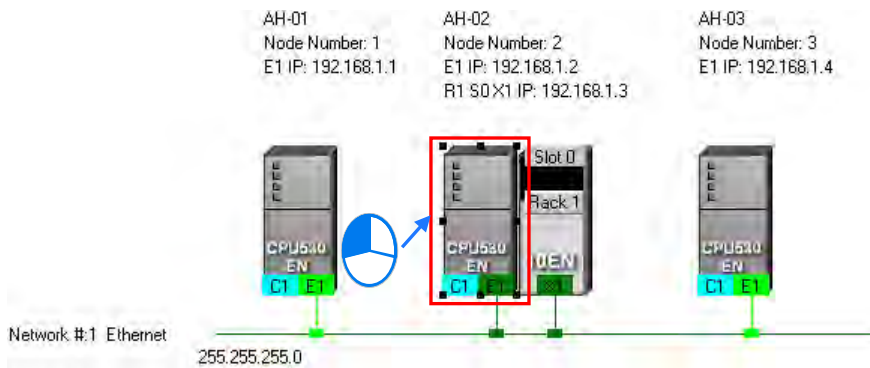 AH-01
Node Number: 1
E1 IP: 192.168.1.1
AH-02
Node Number: 2
E1 IP: 192.168.1.2
R1 S0 X1 IP: 192.168.1.3
AH-03
Node Number: 3
E1 IP: 192.168.1.4
CPU530
EN
C1 E1
CPU530
EN
C1 E1
Slot 0
Rack 1
10EN
X1
CPU530
EN
C1 E1
Network #:1 Ethernet
255.255.255.0